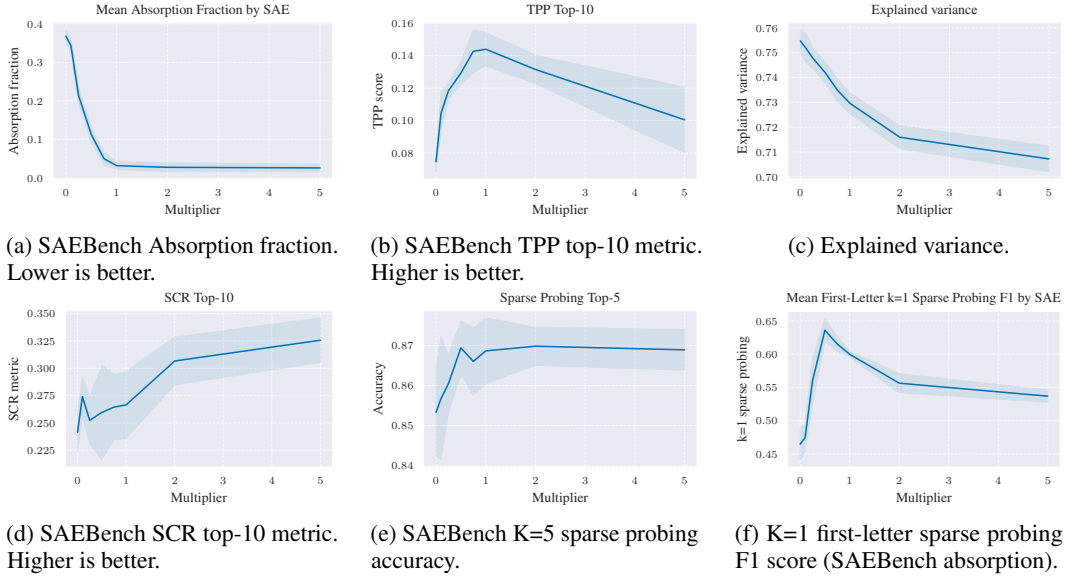 Mean Absorption Fraction by SAE
Absorption fraction
0.4
0.3
0.2
0.1
0.0
0 1 2 3 4 5
Multiplier
(a) SAEBench Absorption fraction.
Lower is better.
TPP Top-10
TPP score
0.16
0.14
0.12
0.10
0.08
0 1 2 3 4 5
Multiplier
(b) SAEBench TPP top-10 metric.
Higher is better.
Explained variance
Explained variance
0.76
0.75
0.74
0.73
0.72
0.71
0.70
0 1 2 3 4 5
Multiplier
(c) Explained variance.
SCR Top-10
SCR metric
0.350
0.325
0.300
0.275
0.250
0.225
0 1 2 3 4 5
Multiplier
(d) SAEBench SCR top-10 metric.
Higher is better.
Sparse Probing Top-5
Accuracy
0.87
0.86
0.85
0.84
0 1 2 3 4 5
Multiplier
(e) SAEBench K=5 sparse probing
accuracy.
Mean First-Letter k=1 Sparse Probing F1 by SAE
k=1 sparse probing
0.65
0.60
0.55
0.50
0.45
0 1 2 3 4 5
Multiplier
(f) K=1 first-letter sparse probing
F1 score (SAEBench absorption).